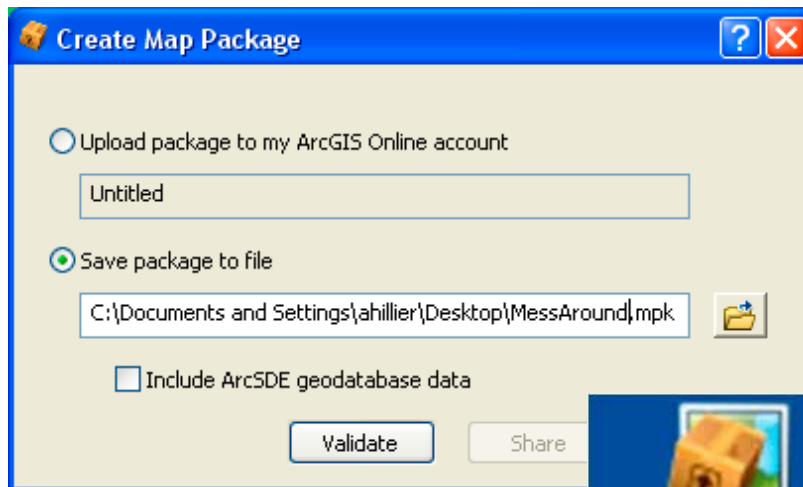 Create Map Package
Upload package to my ArcGIS Online account
Untitled
Save package to file
C:\Documents and Settings\ahillier\Desktop\MessAround.mpk
Include ArcSDE geodatabase data
Validate Share